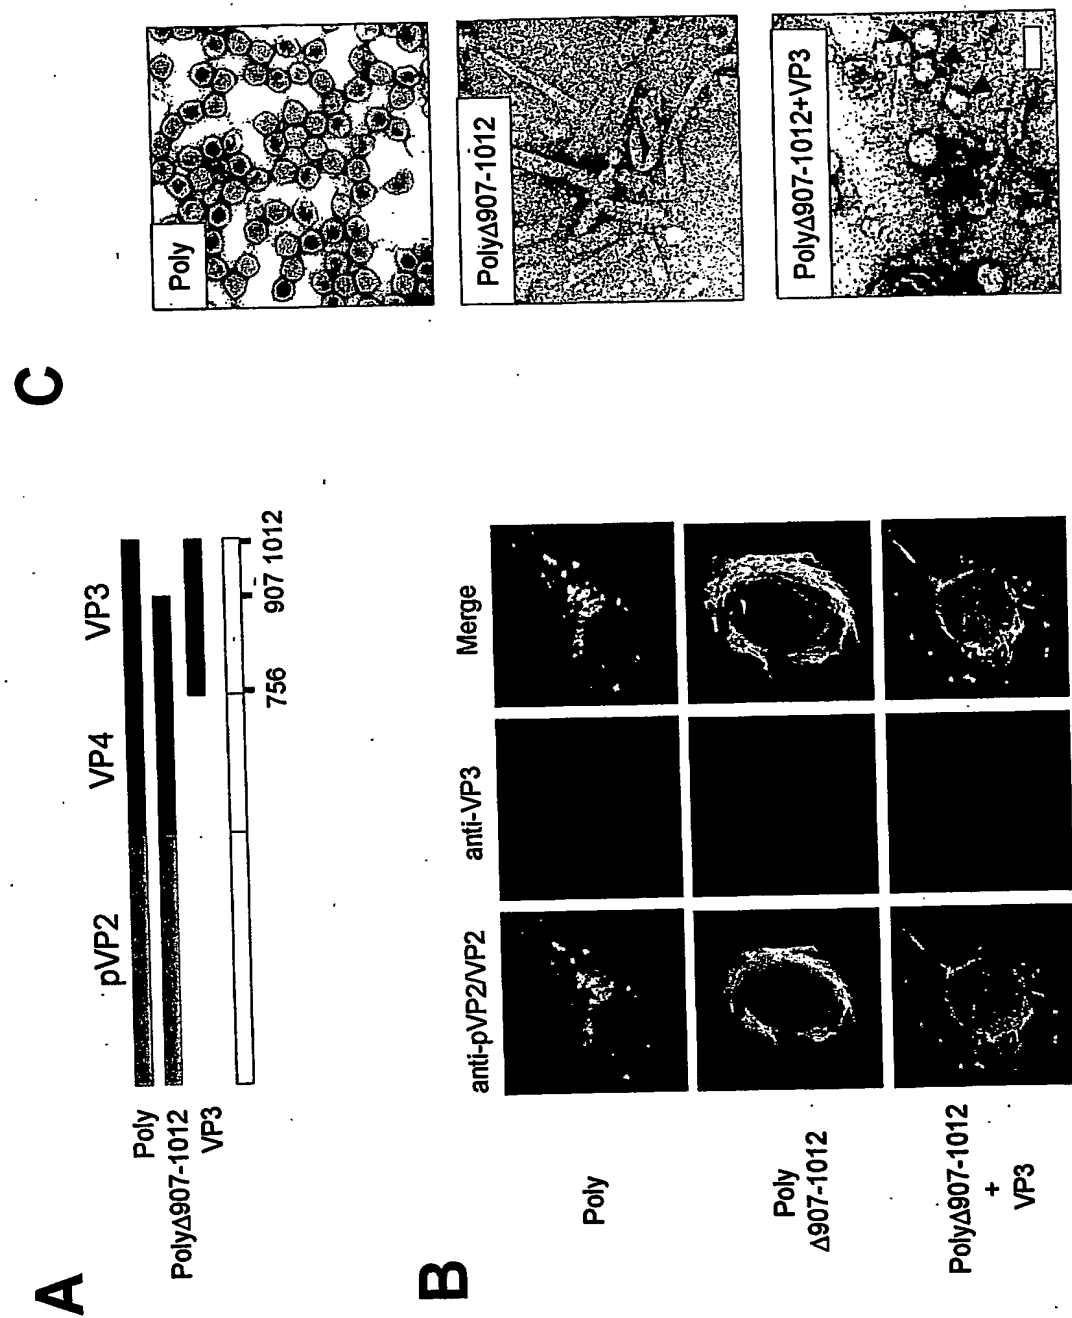 A
pVP2 VP4 VP3
Poly
PolyΔ907-1012
VP3
756 907 1012
B
anti-pVP2/VP2 anti-VP3 Merge
Poly
Poly
Δ907-1012
PolyΔ907-1012
+
VP3
C
Poly
PolyΔ907-1012
PolyΔ907-1012+VP3